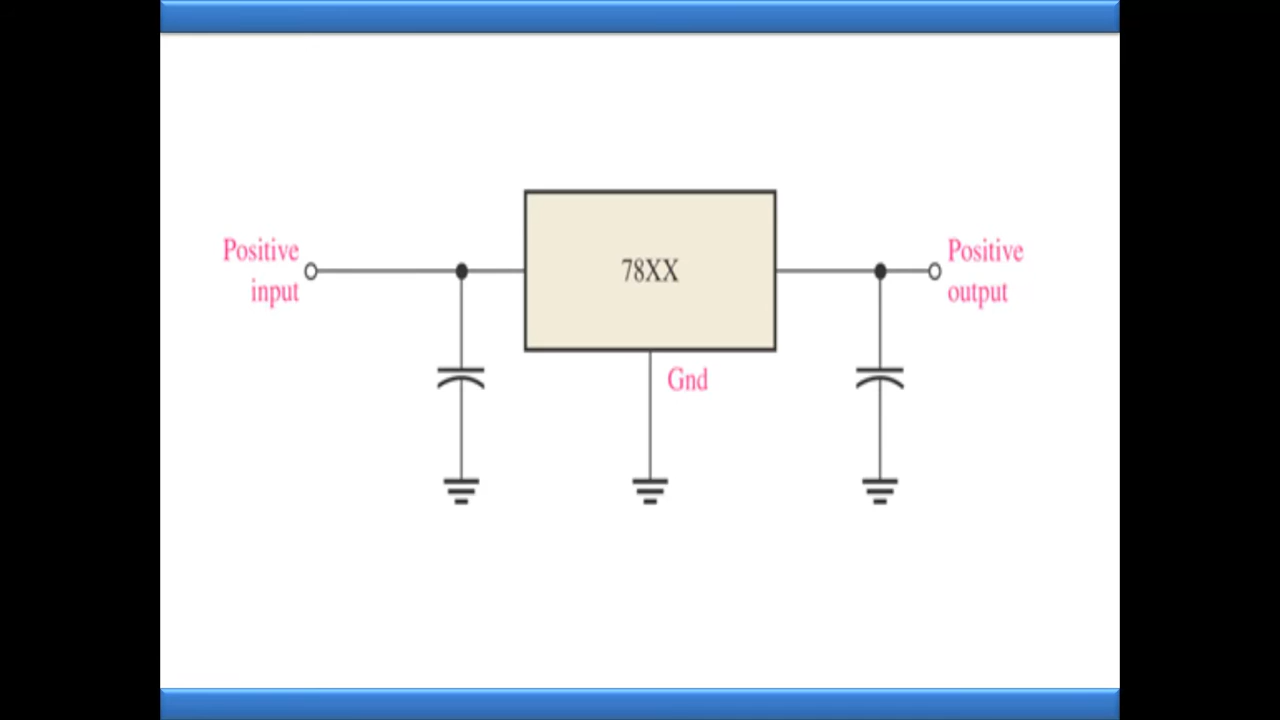 Positive
input
78XX
Gnd
Positive
output